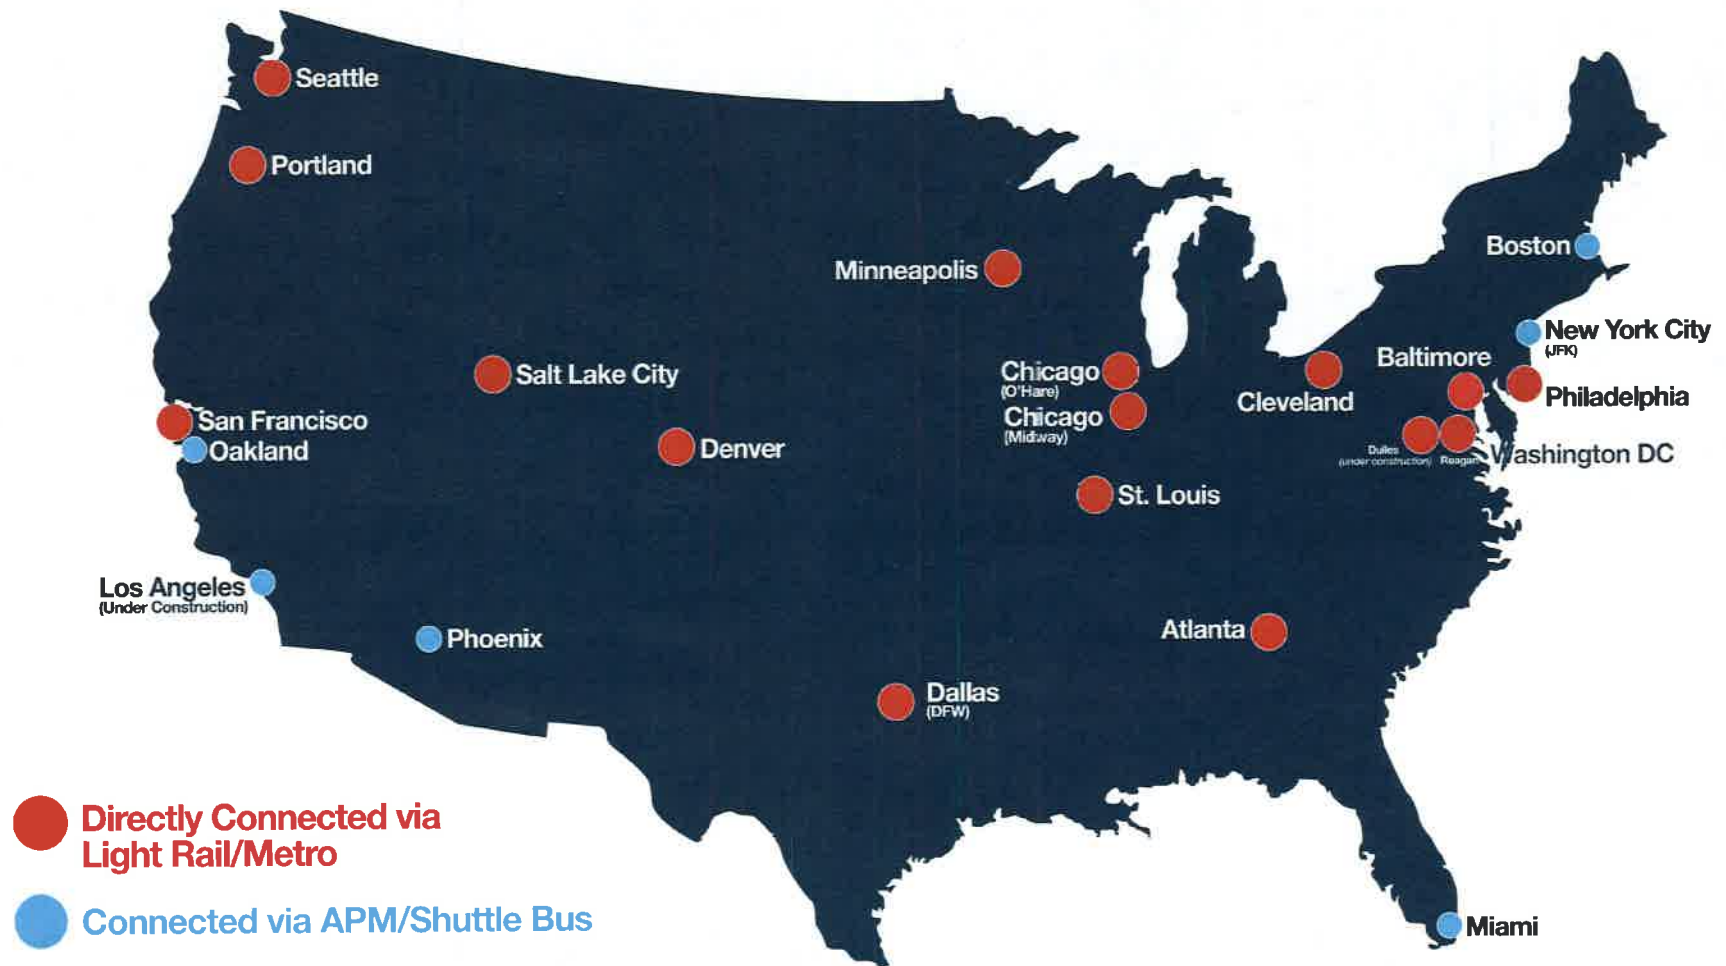 Seattle
Portland
Boston
Minneapolis
New York City
(JFK)
Baltimore
Salt Lake City
Chicago
(O'Hare)
Philadelphia
Cleveland
Chicago
(Midway)
San Francisco
Oakland
Denver
Dulles
(under construction)
Reagan
Washington DC
St. Louis
Los Angeles
(Under Construction)
Phoenix
Atlanta
Dallas
(DFW)
Directly Connected via
Light Rail/Metro
Connected via APM/Shuttle Bus
Miami